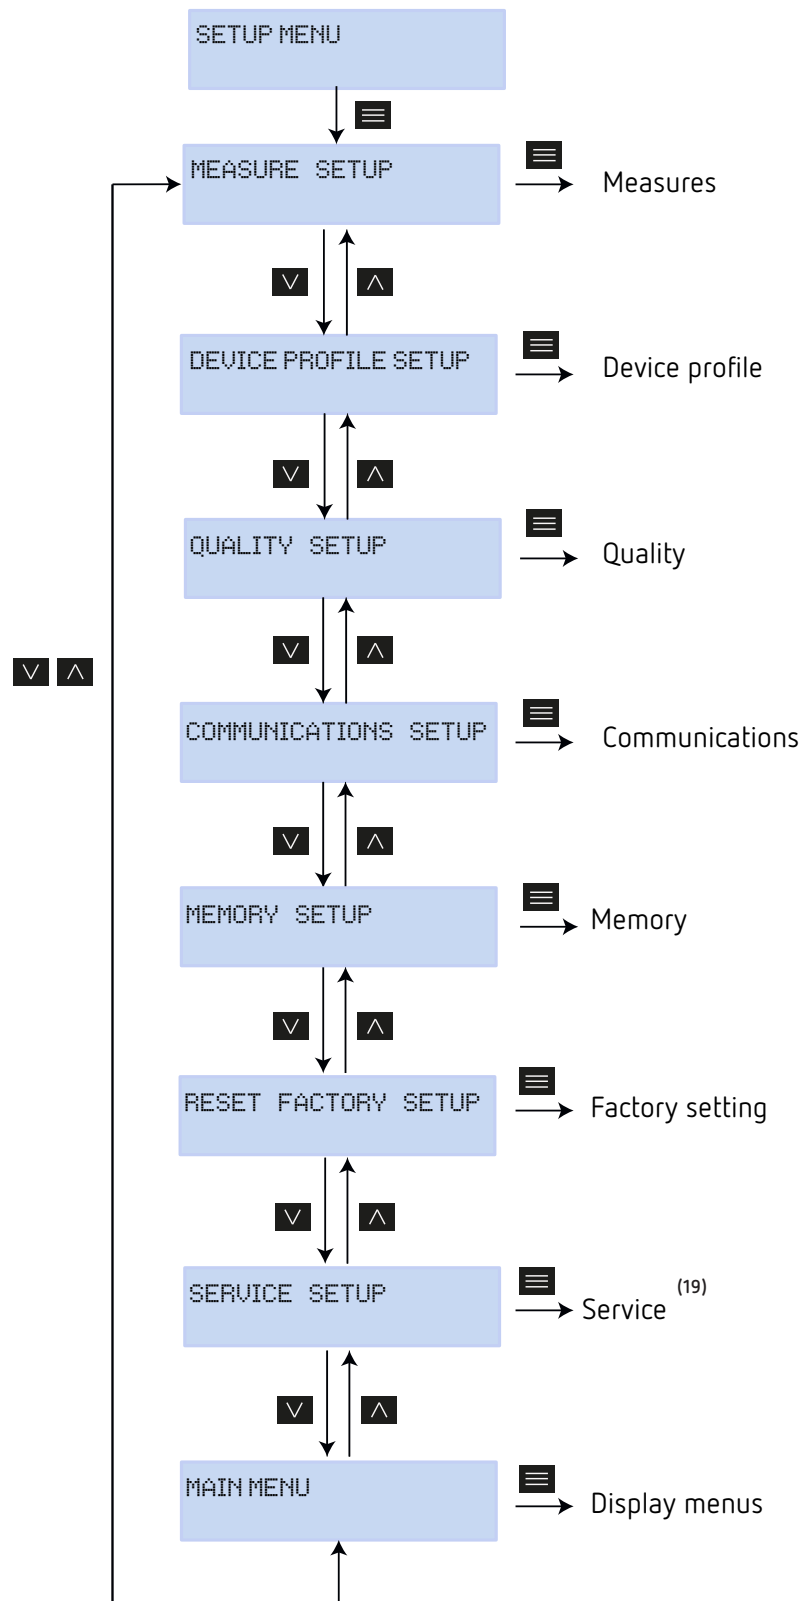 SETUP MENU
MEASURE SETUP
Measures
DEVICE PROFILE SETUP
Device profile
QUALITY SETUP
Quality
COMMUNICATIONS SETUP
Communications
MEMORY SETUP
Memory
RESET FACTORY SETUP
Factory setting
SERVICE SETUP
Service (19)
MAIN MENU
Display menus